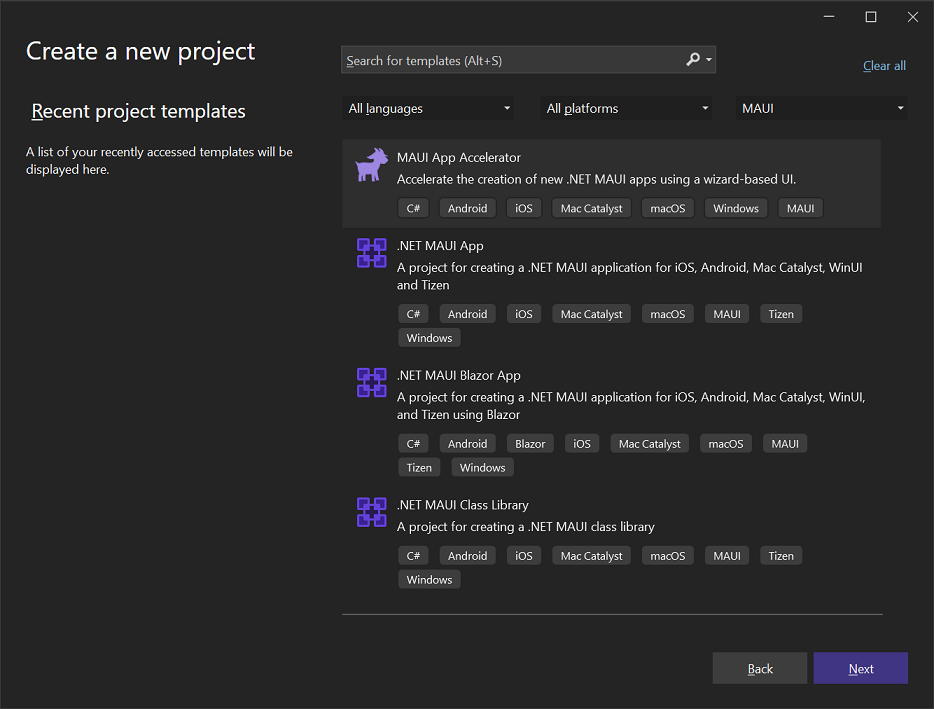 Create a new project
Search for templates (Alt+S)
Clear all
Recent project templates
A list of your recently accessed templates will be
displayed here.
All languages
All platforms
MAUI
MAUI App Accelerator
Accelerate the creation of new .NET MAUI apps using a wizard-based UI.
C# Android iOS Mac Catalyst macOS Windows MAUI
.NET MAUI App
A project for creating a .NET MAUI application for iOS, Android, Mac Catalyst, WinUI
and Tizen
C# Android iOS Mac Catalyst macOS MAUI Tizen
Windows
.NET MAUI Blazor App
A project for creating a .NET MAUI application for iOS, Android, Mac Catalyst, WinUI,
and Tizen using Blazor
C# Android Blazor iOS Mac Catalyst macOS MAUI
Tizen Windows
.NET MAUI Class Library
A project for creating a .NET MAUI class library
C# Android iOS Mac Catalyst macOS MAUI Tizen
Windows
Back
Next